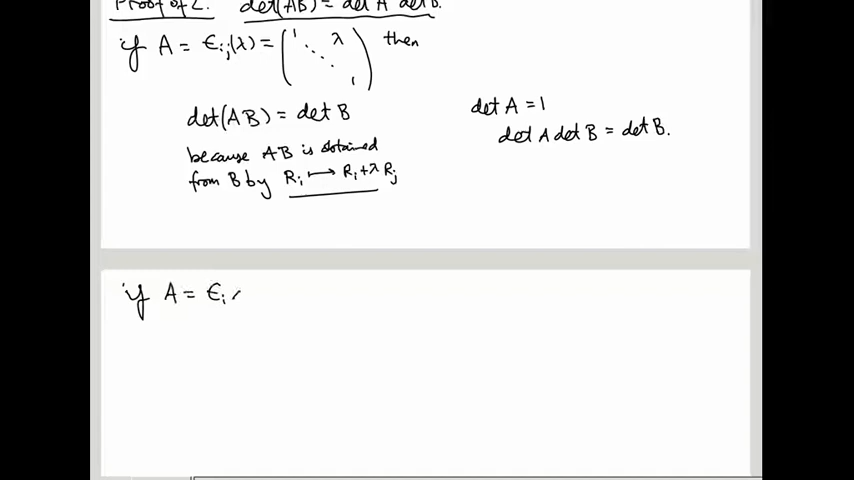 Proof of 2. det(AB) = det A det B.
if A = E_ij(λ) = ( 1 ⋱ λ 1 ) then
det(AB) = det B
because AB is obtained
from B by R_i ⟼ R_i + λ R_j
det A = 1
det A det B = det B.
if A = E_i